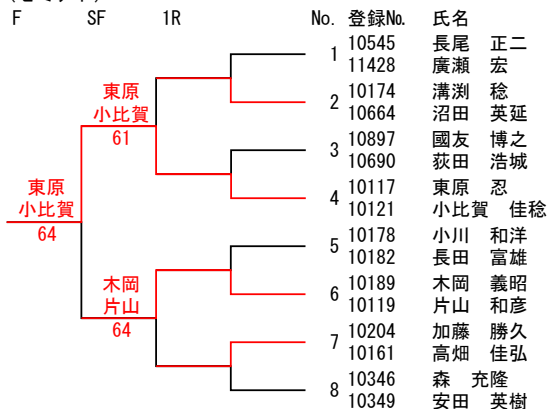 F SF 1R No. 登録No. 氏名
1 10545 長尾 正二
11428 廣瀬 宏
2 10174 溝渕 稔
10664 沼田 英延
3 10897 國友 博之
10690 荻田 浩城
4 10117 東原 忍
10121 小比賀 佳稔
5 10178 小川 和洋
10182 長田 富雄
6 10189 木岡 義昭
10119 片山 和彦
7 10204 加藤 勝久
10161 高畑 佳弘
8 10346 森 充隆
10349 安田 英樹
東原
小比賀
61
木岡
片山
64
東原
小比賀
64